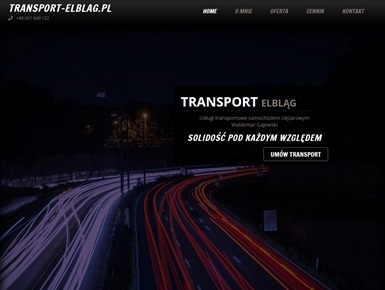 TRANSPORT-ELBLAG.PL
+48 601 649 132
HOME O MNIE OFERTA CENNIK KONTAKT
TRANSPORT ELBLĄG
Usługi transportowe samochodem ciężarowym
Waldemar Gajewski
SOLIDOŚĆ POD KAŻDYM WZGLĘDEM
UMÓW TRANSPORT